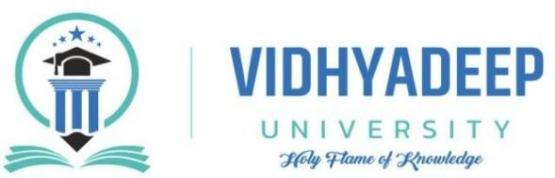 VIDHYADEEP
UNIVERSITY
Holy Flame of Knowledge